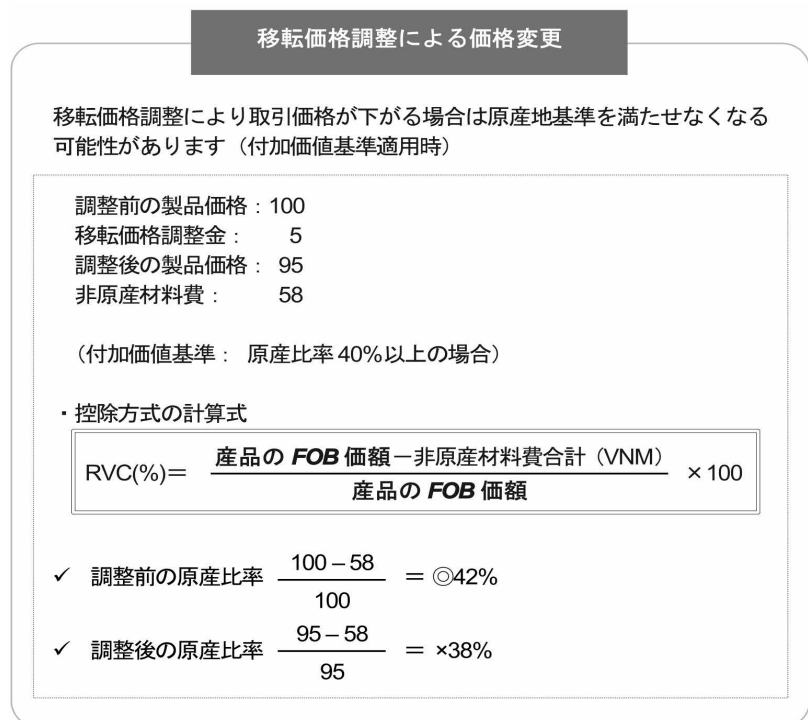 移転価格調整による価格変更
移転価格調整により取引価格が下がる場合は原産地基準を満たせなくなる
可能性があります（付加価値基準適用時）
調整前の製品価格：100
移転価格調整金： 5
調整後の製品価格： 95
非原産材料費： 58
（付加価値基準： 原産比率 40%以上の場合）
・控除方式の計算式
RVC(%)＝ 産品の FOB 価額－非原産材料費合計（VNM） ×100
産品の FOB 価額
✓ 調整前の原産比率 100－58 ＝ ◎42%
100
✓ 調整後の原産比率 95－58 ＝ ×38%
95